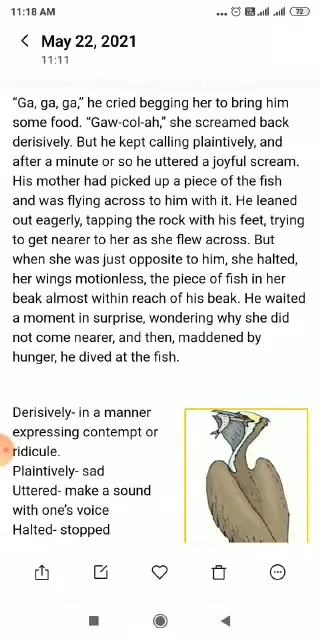 11:18 AM
... 72
May 22, 2021
11:11
“Ga, ga, ga,” he cried begging her to bring him
some food. “Gaw-col-ah,” she screamed back
derisively. But he kept calling plaintively, and
after a minute or so he uttered a joyful scream.
His mother had picked up a piece of the fish
and was flying across to him with it. He leaned
out eagerly, tapping the rock with his feet, trying
to get nearer to her as she flew across. But
when she was just opposite to him, she halted,
her wings motionless, the piece of fish in her
beak almost within reach of his beak. He waited
a moment in surprise, wondering why she did
not come nearer, and then, maddened by
hunger, he dived at the fish.
Derisively- in a manner
expressing contempt or
ridicule.
Plaintively- sad
Uttered- make a sound
with one’s voice
Halted- stopped